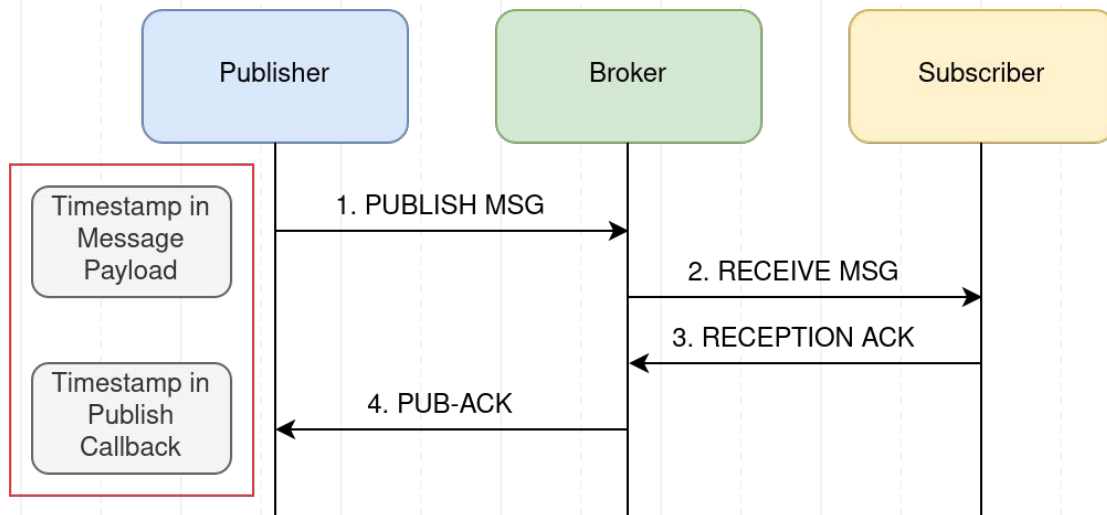 Publisher
Broker
Subscriber
Timestamp in
Message
Payload
1. PUBLISH MSG
2. RECEIVE MSG
3. RECEPTION ACK
Timestamp in
Publish
Callback
4. PUB-ACK